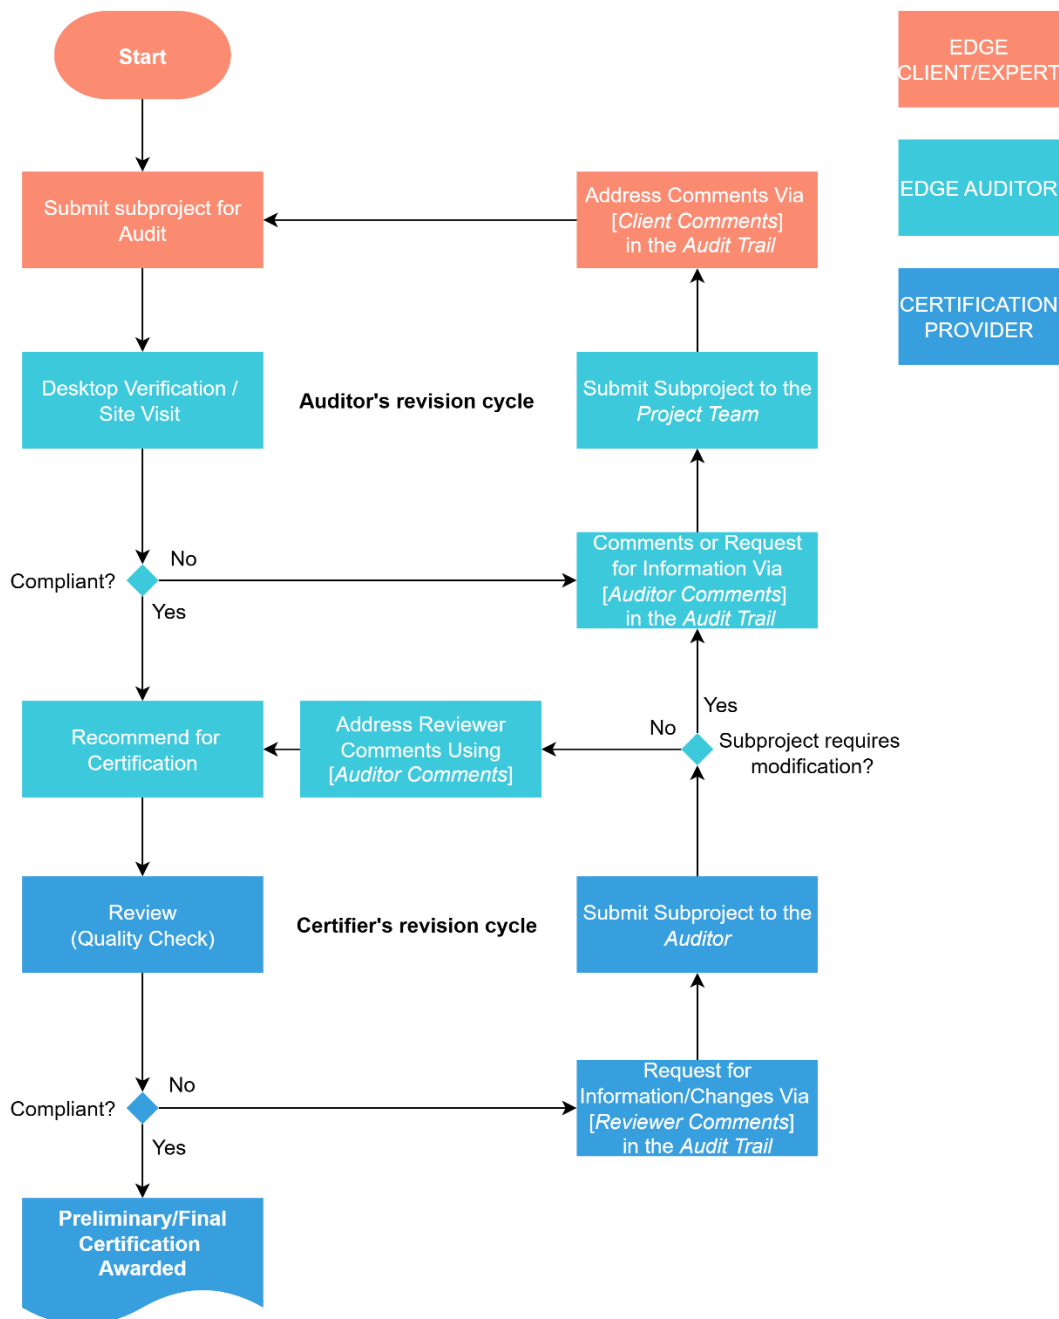 Start
EDGE
CLIENT/EXPERT
Submit subproject for
Audit
Address Comments Via
[Client Comments]
in the Audit Trail
EDGE AUDITOR
CERTIFICATION
PROVIDER
Desktop Verification /
Site Visit
Auditor's revision cycle
Submit Subproject to the
Project Team
Compliant?
No
Yes
Comments or Request
for Information Via
[Auditor Comments]
in the Audit Trail
Recommend for
Certification
Address Reviewer
Comments Using
[Auditor Comments]
No
Yes
Subproject requires
modification?
Review
(Quality Check)
Certifier's revision cycle
Submit Subproject to the
Auditor
Compliant?
No
Yes
Request for
Information/Changes Via
[Reviewer Comments]
in the Audit Trail
Preliminary/Final
Certification
Awarded